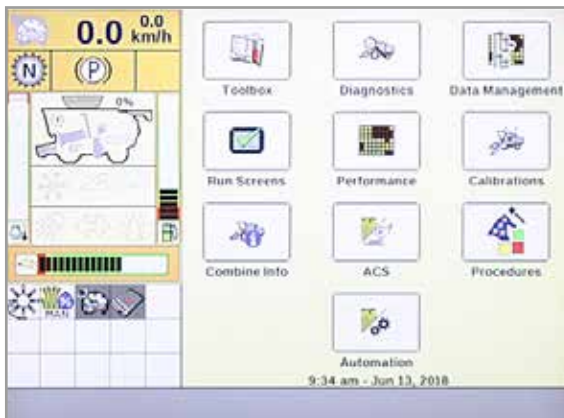 0.0 0.0 km/h
N (P)
0%
MAN
Toolbox
Diagnostics
Data Management
Run Screens
Performance
Calibrations
Combine Info
ACS
Procedures
Automation
9:34 am - Jun 13, 2018